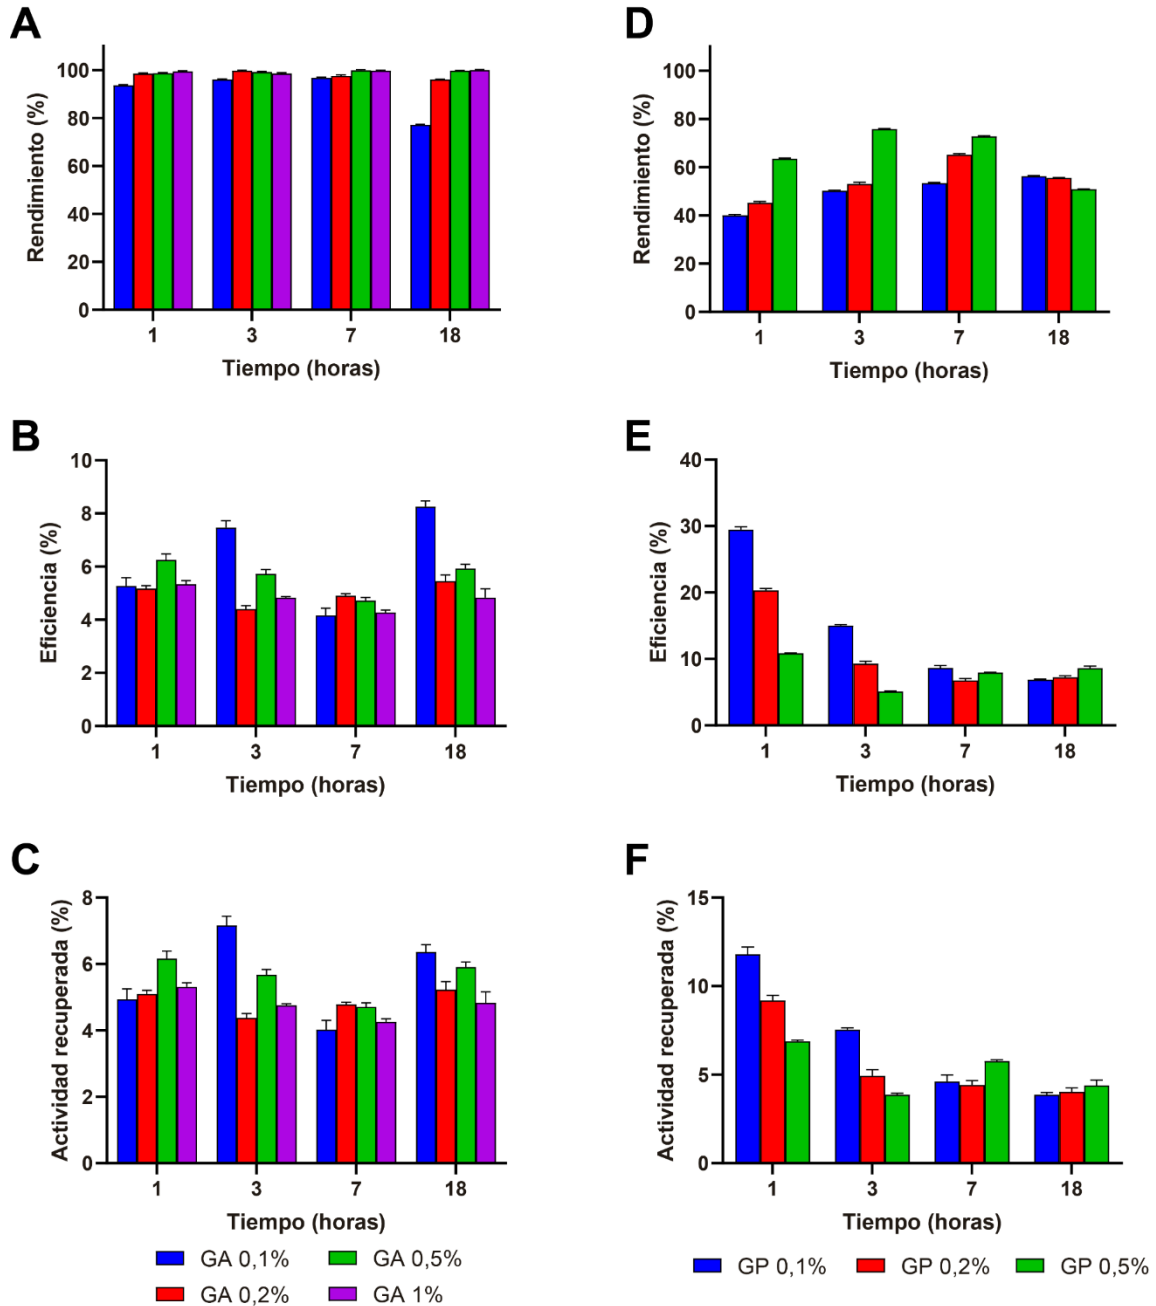 A
Rendimiento (%)
100
80
60
40
20
0
1 3 7 18
Tiempo (horas)
D
Rendimiento (%)
100
80
60
40
20
0
1 3 7 18
Tiempo (horas)
B
Eficiencia (%)
10
8
6
4
2
0
1 3 7 18
Tiempo (horas)
E
Eficiencia (%)
40
30
20
10
0
1 3 7 18
Tiempo (horas)
C
Actividad recuperada (%)
8
6
4
2
0
1 3 7 18
Tiempo (horas)
GA 0,1% GA 0,5%
GA 0,2% GA 1%
F
Actividad recuperada (%)
15
10
5
0
1 3 7 18
Tiempo (horas)
GP 0,1% GP 0,2% GP 0,5%